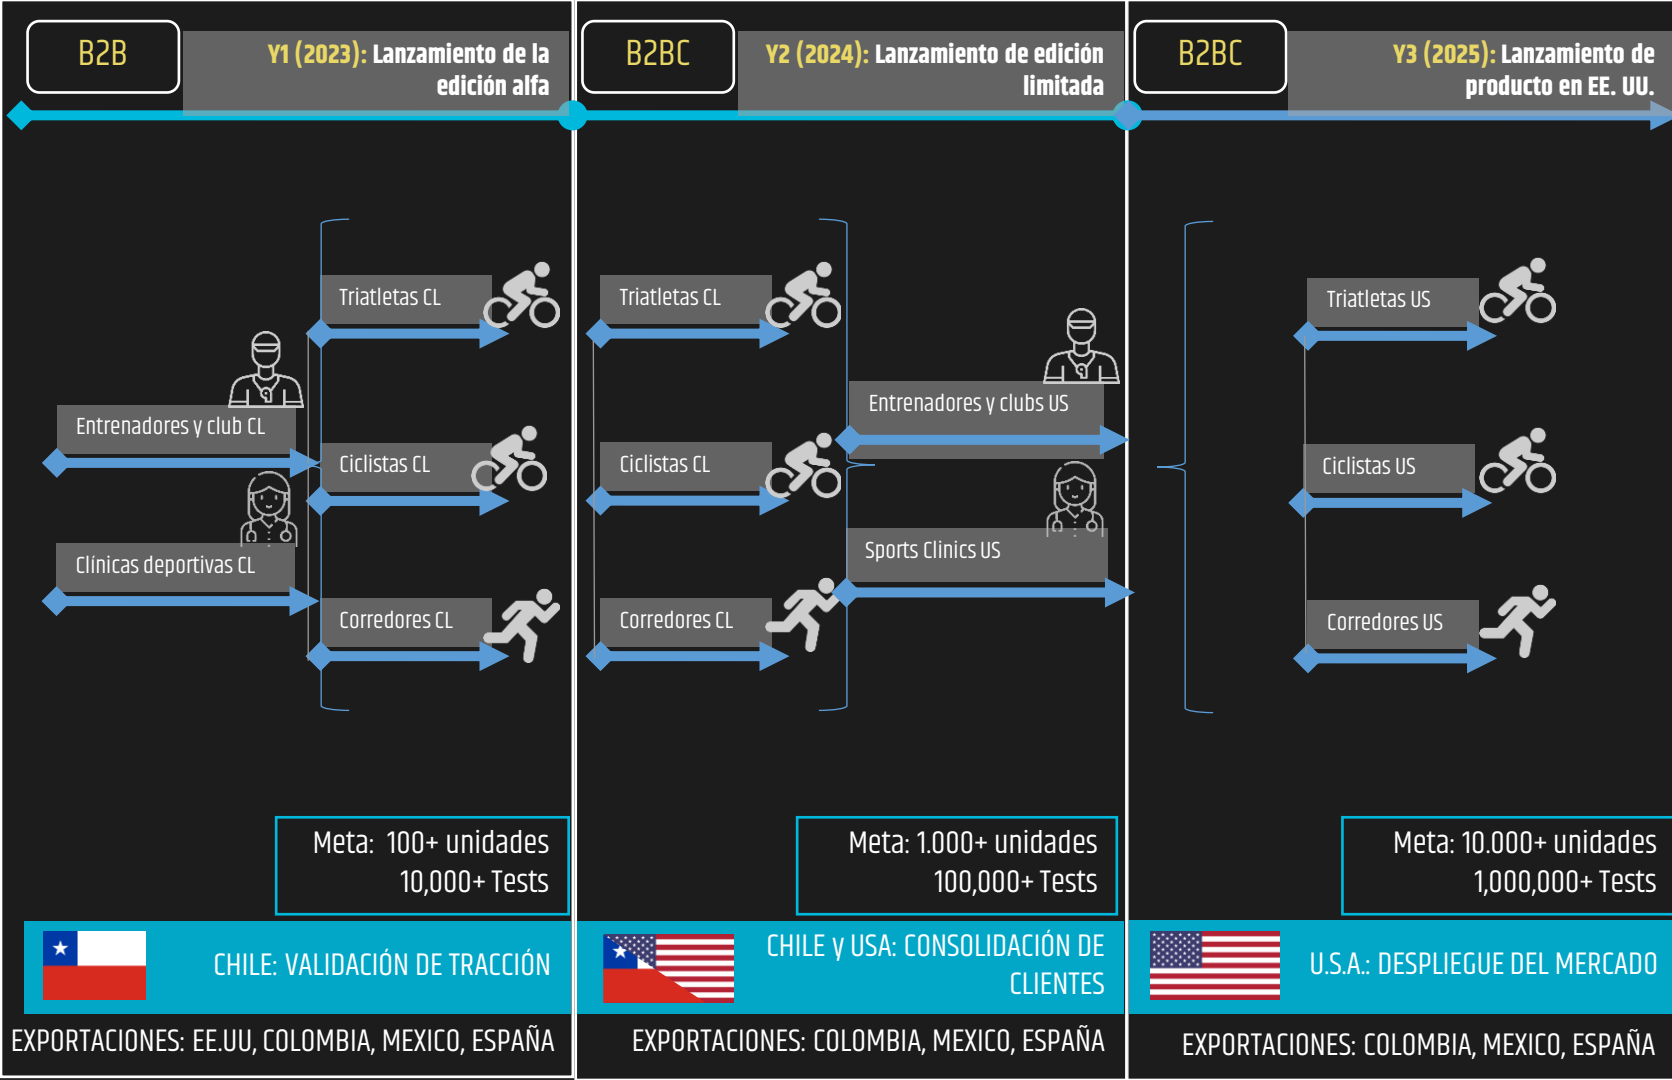 B2B
Y1 (2023): Lanzamiento de la
edición alfa
Triatletas CL
Entrenadores y club CL
Ciclistas CL
Clínicas deportivas CL
Corredores CL
Meta: 100+ unidades
10,000+ Tests
CHILE: VALIDACIÓN DE TRACCIÓN
EXPORTACIONES: EE.UU, COLOMBIA, MEXICO, ESPAÑA
B2BC
Y2 (2024): Lanzamiento de edición
limitada
Triatletas CL
Entrenadores y clubs US
Ciclistas CL
Sports Clinics US
Corredores CL
Meta: 1.000+ unidades
100,000+ Tests
CHILE y USA: CONSOLIDACIÓN DE
CLIENTES
EXPORTACIONES: COLOMBIA, MEXICO, ESPAÑA
B2BC
Y3 (2025): Lanzamiento de
producto en EE. UU.
Triatletas US
Ciclistas US
Corredores US
Meta: 10.000+ unidades
1,000,000+ Tests
U.S.A.: DESPLIEGUE DEL MERCADO
EXPORTACIONES: COLOMBIA, MEXICO, ESPAÑA